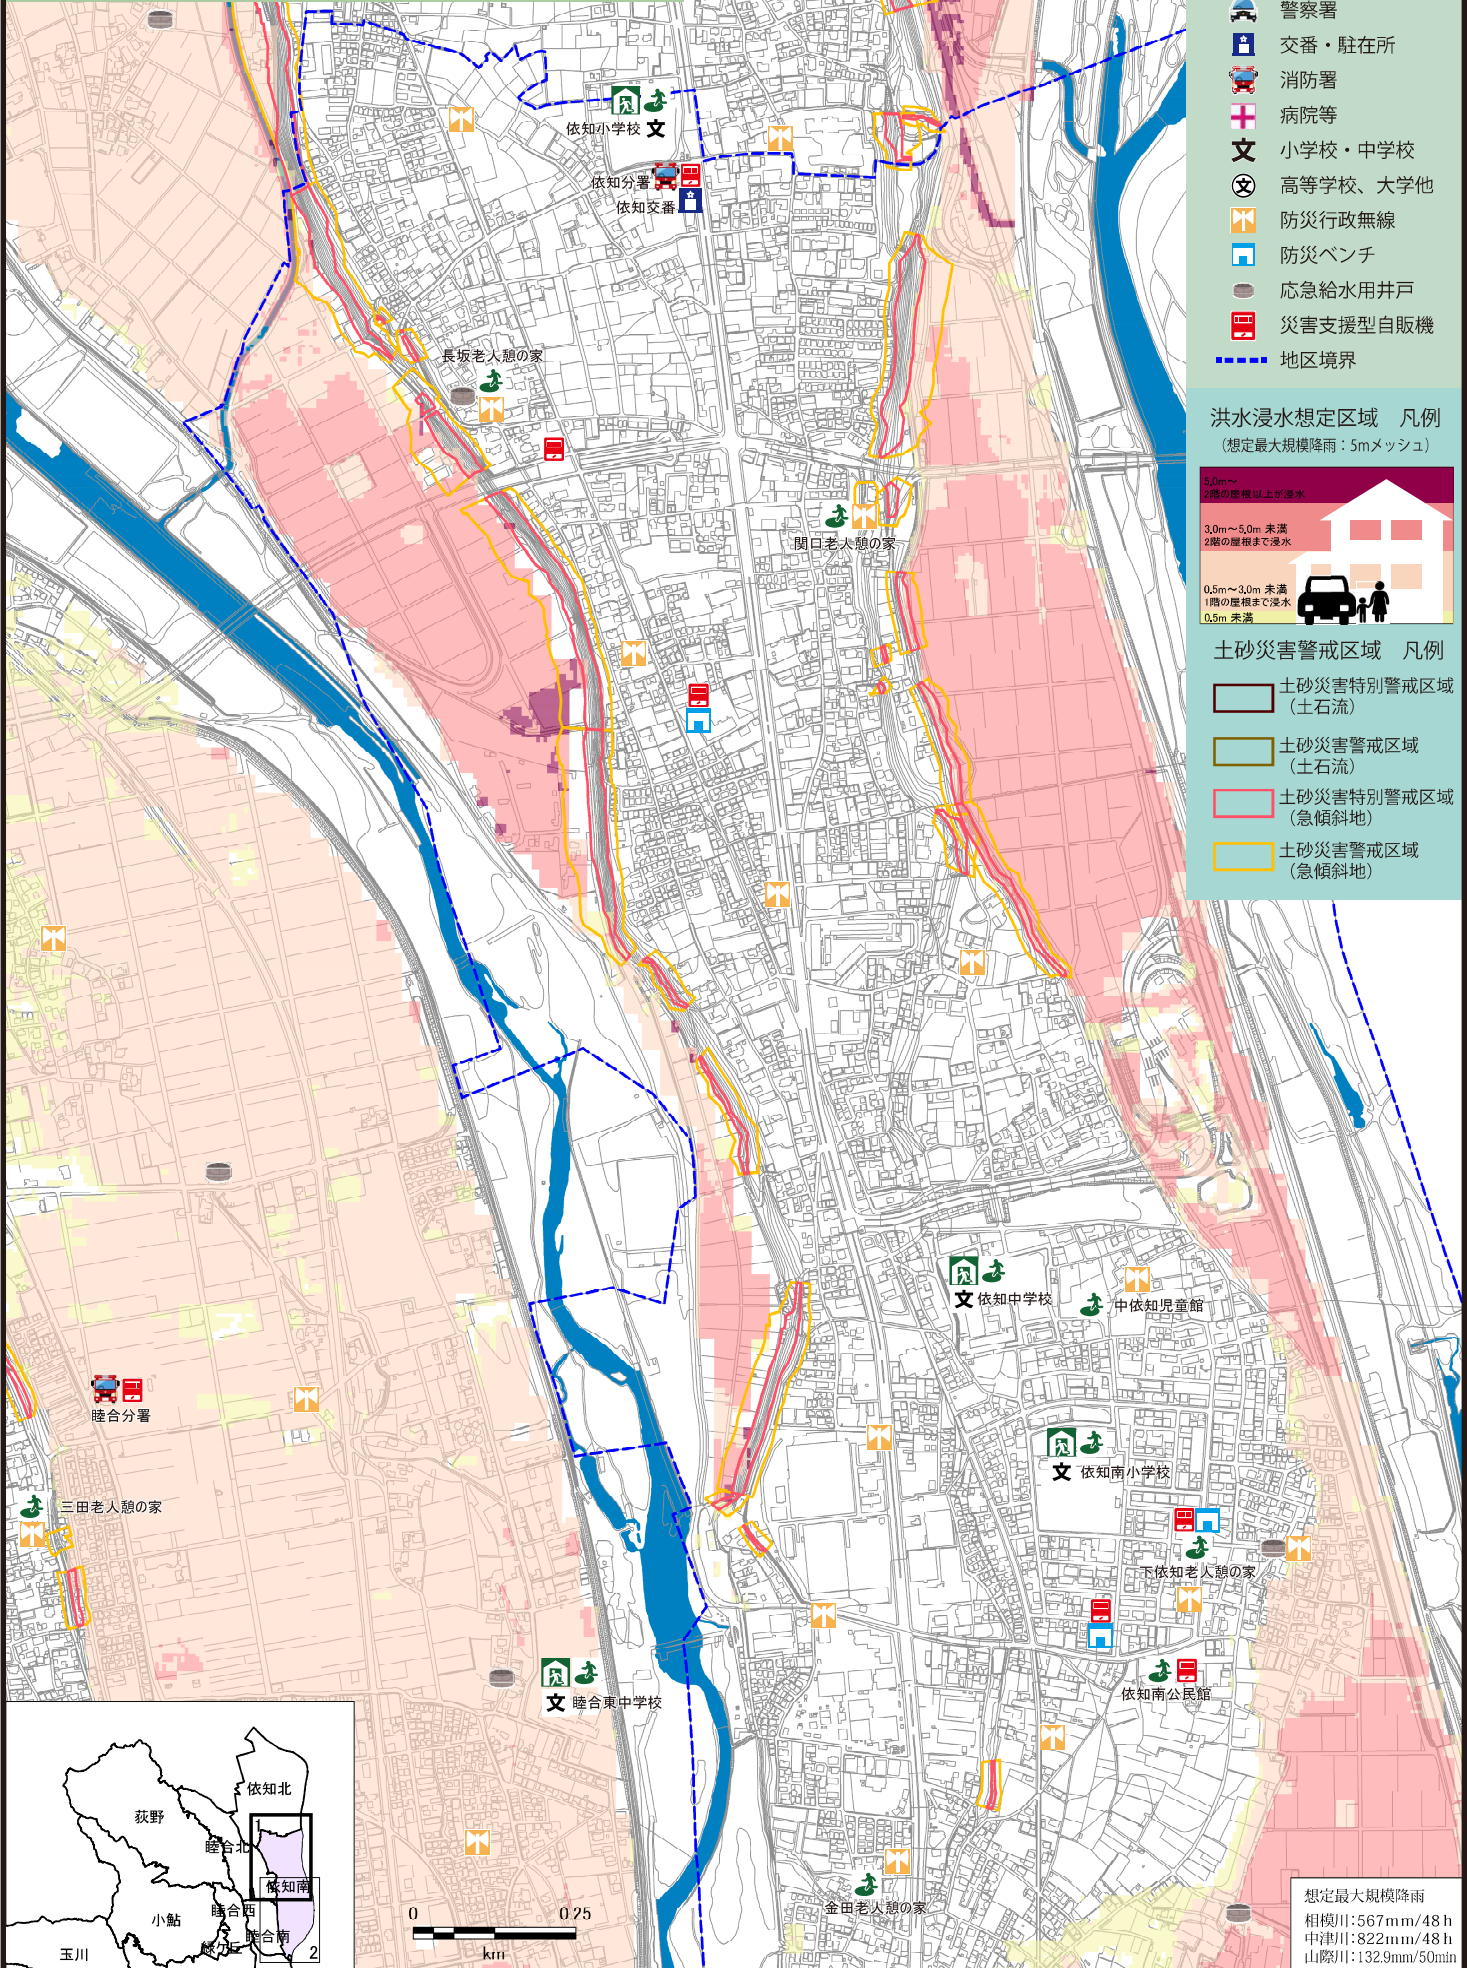 警察署
交番・駐在所
消防署
病院等
文 小学校・中学校
文 高等学校、大学他
防災行政無線
防災ベンチ
応急給水用井戸
災害支援型自販機
地区境界
洪水浸水想定区域 凡例
（想定最大規模降雨：5mメッシュ）
5.0m～
2階の屋根以上が浸水
3.0m～5.0m 未満
2階の屋根まで浸水
0.5m～3.0m 未満
1階の屋根まで浸水
0.5m 未満
土砂災害警戒区域 凡例
土砂災害特別警戒区域
（土石流）
土砂災害警戒区域
（土石流）
土砂災害特別警戒区域
（急傾斜地）
土砂災害警戒区域
（急傾斜地）
依知小学校 文
依知分署
依知交番
長坂老人憩の家
関口老人憩の家
文 依知中学校
中依知児童館
文 依知南小学校
下依知老人憩の家
依知南公民館
睦合分署
三田老人憩の家
文 睦合東中学校
金田老人憩の家
依知北
荻野
1
睦合北
依知南
小鮎
睦合西
睦合南
緑ケ丘
玉川
2
0 0.25
km
想定最大規模降雨
相模川：567mm/48h
中津川：822mm/48h
山際川：132.9mm/50min